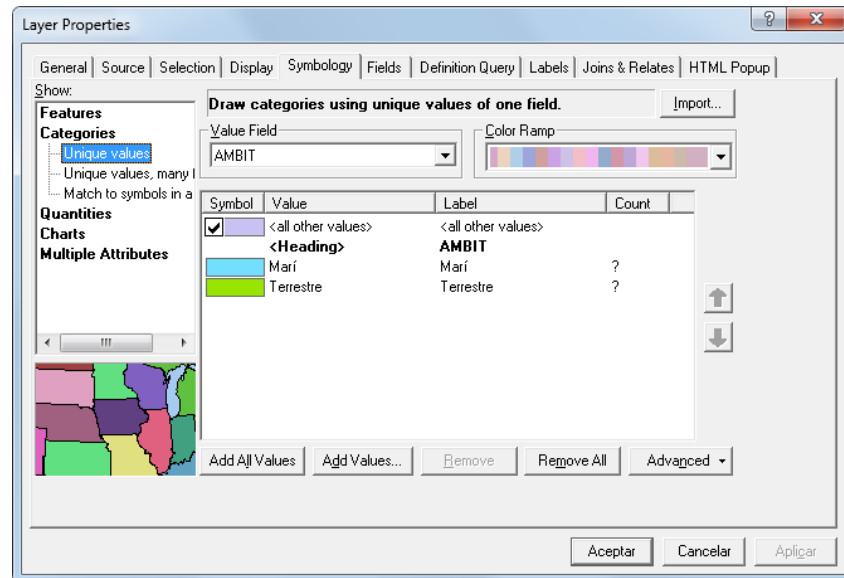 Layer Properties
General Source Selection Display Symbology Fields Definition Query Labels Joins & Relates HTML Popup
Show:
Features
Categories
Unique values
Unique values, many
Match to symbols in a
Quantities
Charts
Multiple Attributes
Draw categories using unique values of one field.
Import...
Value Field
AMBIT
Color Ramp
Symbol Value Label Count
<all other values> <all other values>
<Heading> AMBIT
Marí Marí ?
Terrestre Terrestre ?
Add All Values Add Values... Remove Remove All Advanced
Aceptar Cancelar Aplicar